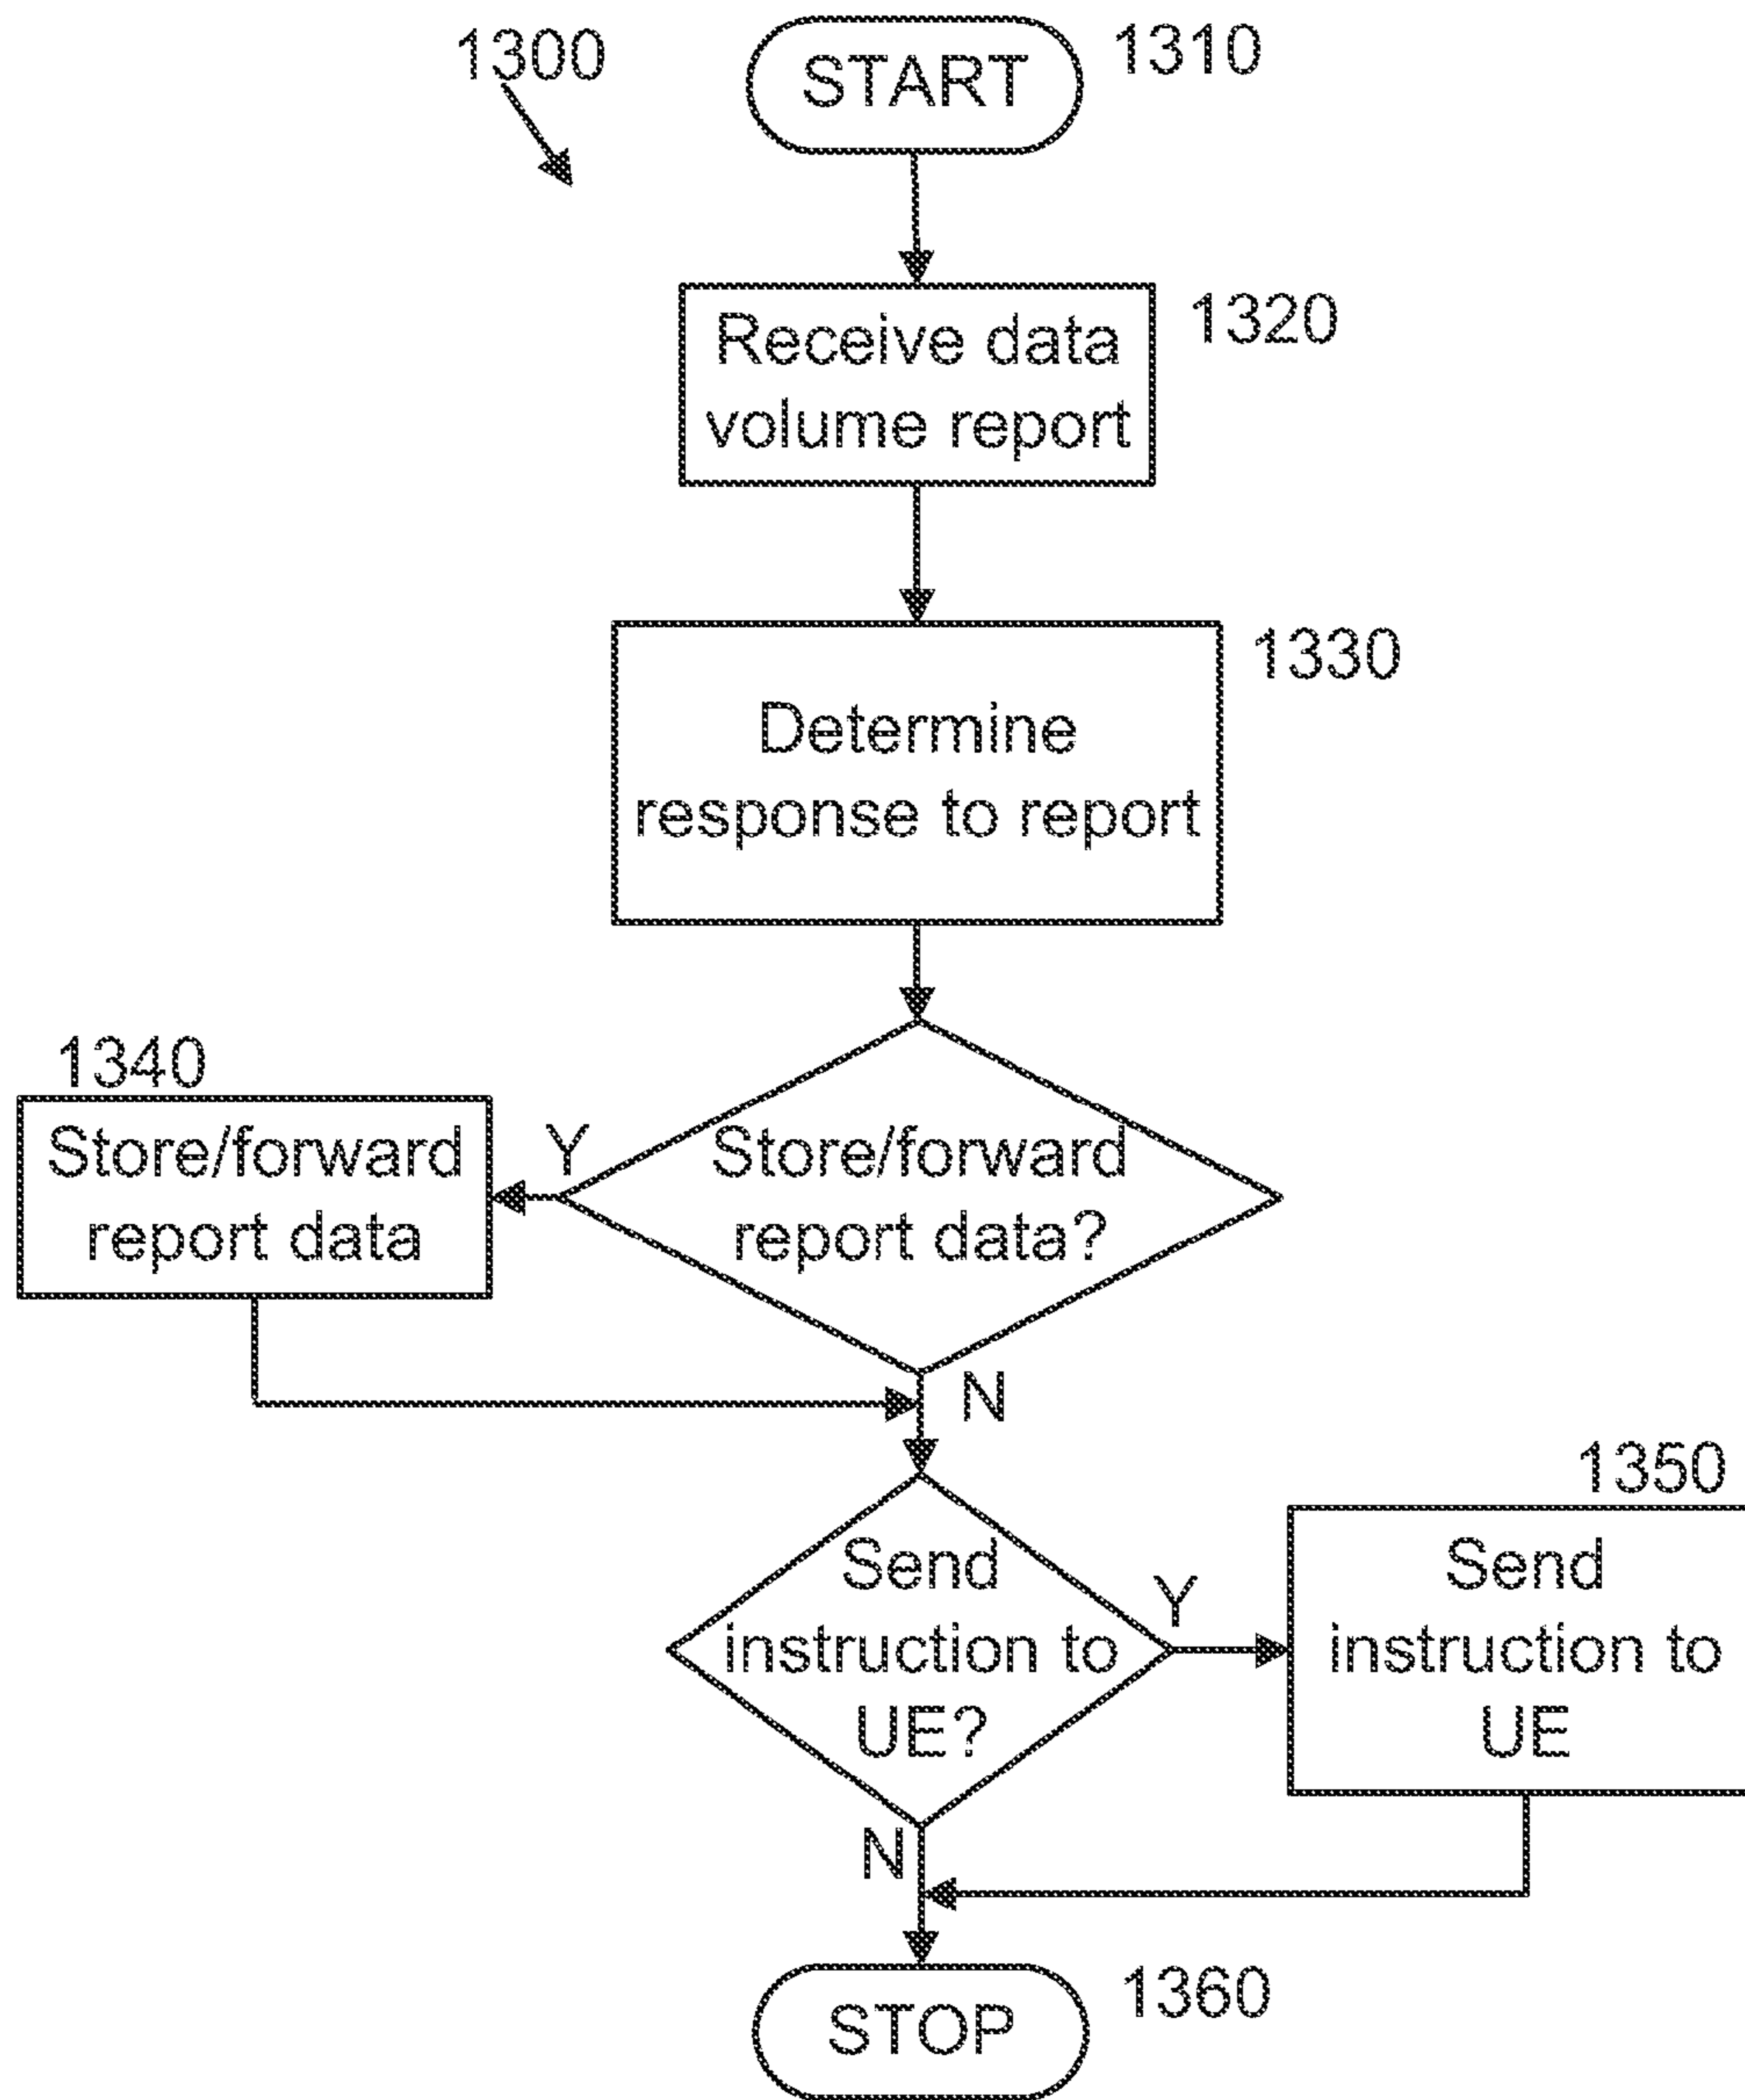 1300
START
1310
Receive data
volume report
1320
Determine
response to report
1330
1340
Store/forward
report data
Y
Store/forward
report data?
N
Send
instruction to
UE?
Y
1350
Send
instruction to
UE
N
STOP
1360